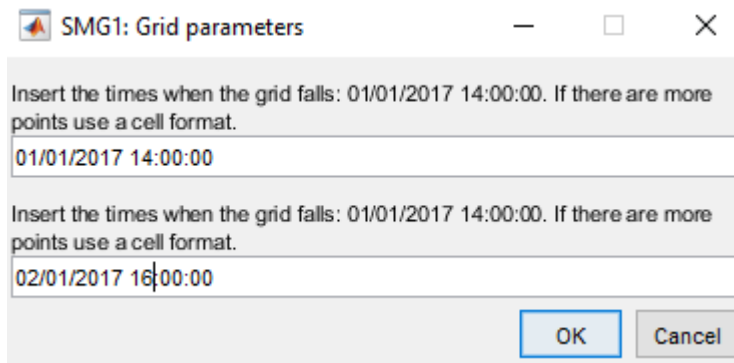 SMG1: Grid parameters
Insert the times when the grid falls: 01/01/2017 14:00:00. If there are more
points use a cell format.
01/01/2017 14:00:00
Insert the times when the grid falls: 01/01/2017 14:00:00. If there are more
points use a cell format.
02/01/2017 16:00:00
OK Cancel